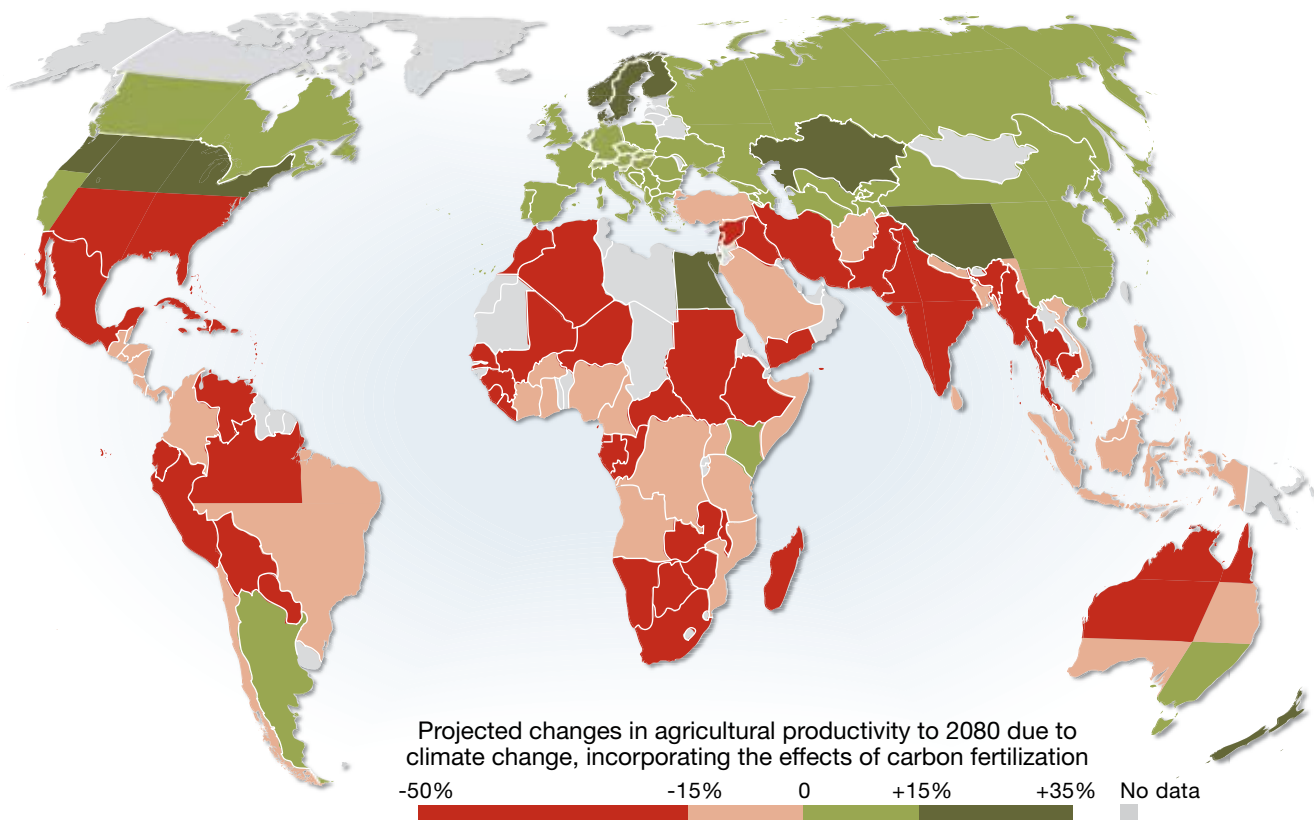 Projected changes in agricultural productivity to 2080 due to
climate change, incorporating the effects of carbon fertilization
-50% -15% 0 +15% +35% No data